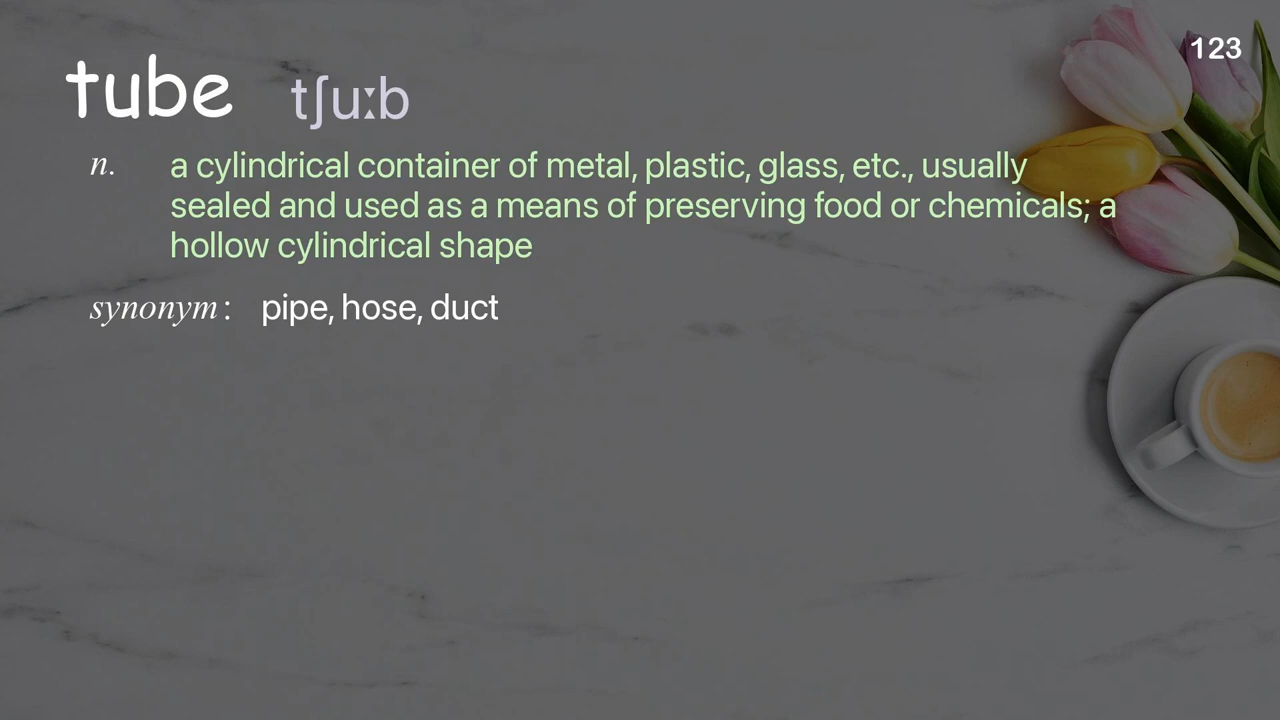 123
tube tʃuːb
n. a cylindrical container of metal, plastic, glass, etc., usually
sealed and used as a means of preserving food or chemicals; a
hollow cylindrical shape
synonym: pipe, hose, duct